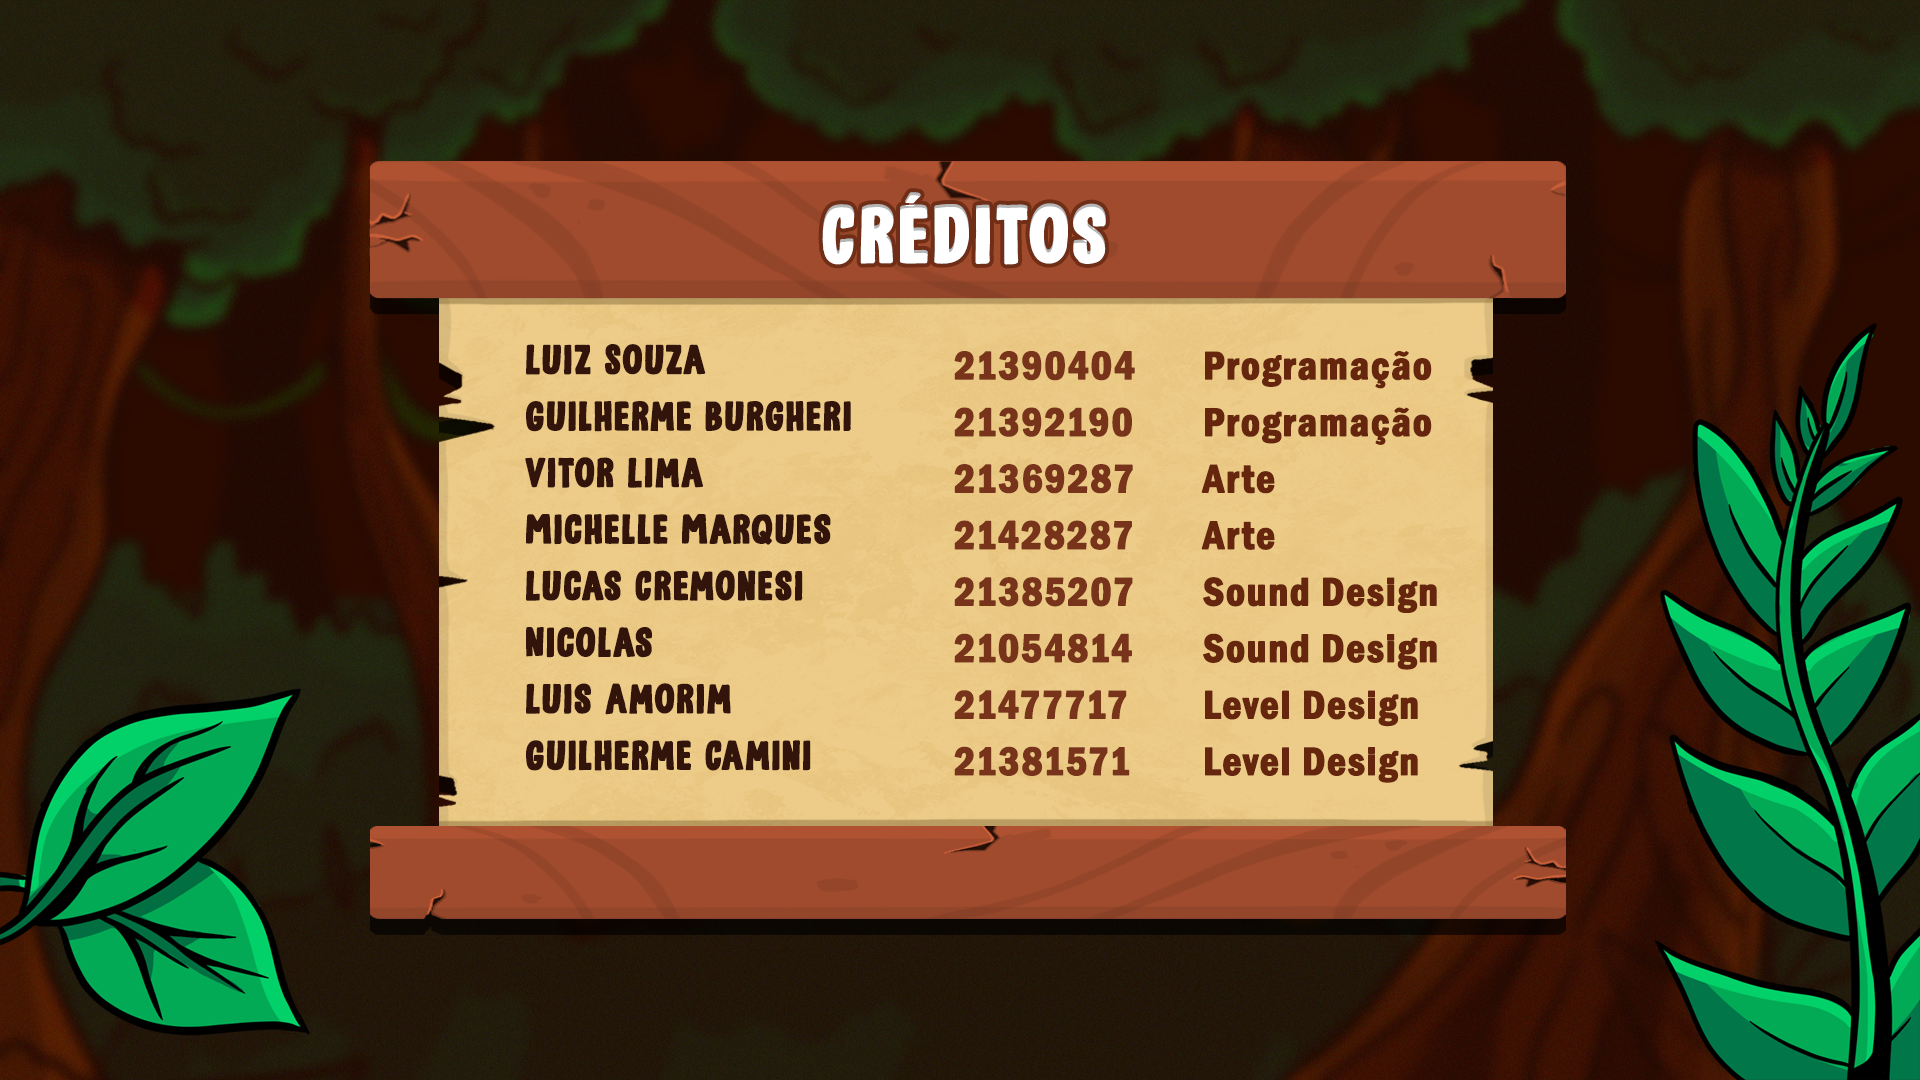 CRÉDITOS
LUIZ SOUZA 21390404 Programação
GUILHERME BURGHERI 21392190 Programação
VITOR LIMA 21369287 Arte
MICHELLE MARQUES 21428287 Arte
LUCAS CREMONESI 21385207 Sound Design
NICOLAS 21054814 Sound Design
LUIS AMORIM 21477717 Level Design
GUILHERME CAMINI 21381571 Level Design